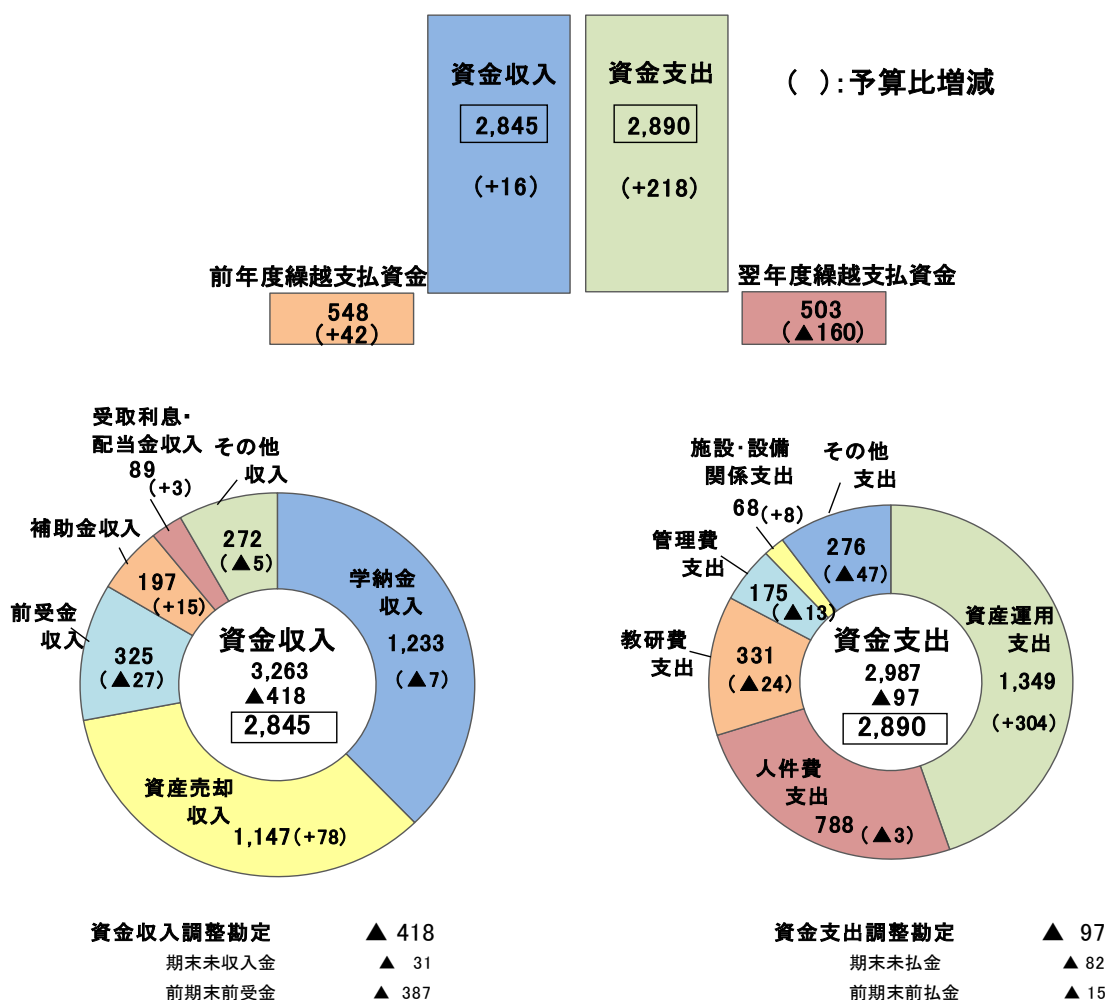 資金収入
2,845
(+16)
資金支出
2,890
(+218)
( ):予算比増減
前年度繰越支払資金
548
(+42)
翌年度繰越支払資金
503
(▲160)
受取利息・
配当金収入
89
(+3)
その他
収入
272
(▲5)
補助金収入
197
(+15)
前受金
収入
325
(▲27)
学納金
収入
1,233
(▲7)
資産売却
収入
1,147(+78)
資金収入
3,263
▲418
2,845
施設・設備
関係支出
68(+8)
その他
支出
276
(▲47)
管理費
支出
175
(▲13)
教研費
支出
331
(▲24)
資産運用
支出
1,349
(+304)
人件費
支出
788(▲3)
資金支出
2,987
▲97
2,890
資金収入調整勘定 ▲ 418
期末未収入金 ▲ 31
前期末前受金 ▲ 387
資金支出調整勘定 ▲ 97
期末未払金 ▲ 82
前期末前払金 ▲ 15